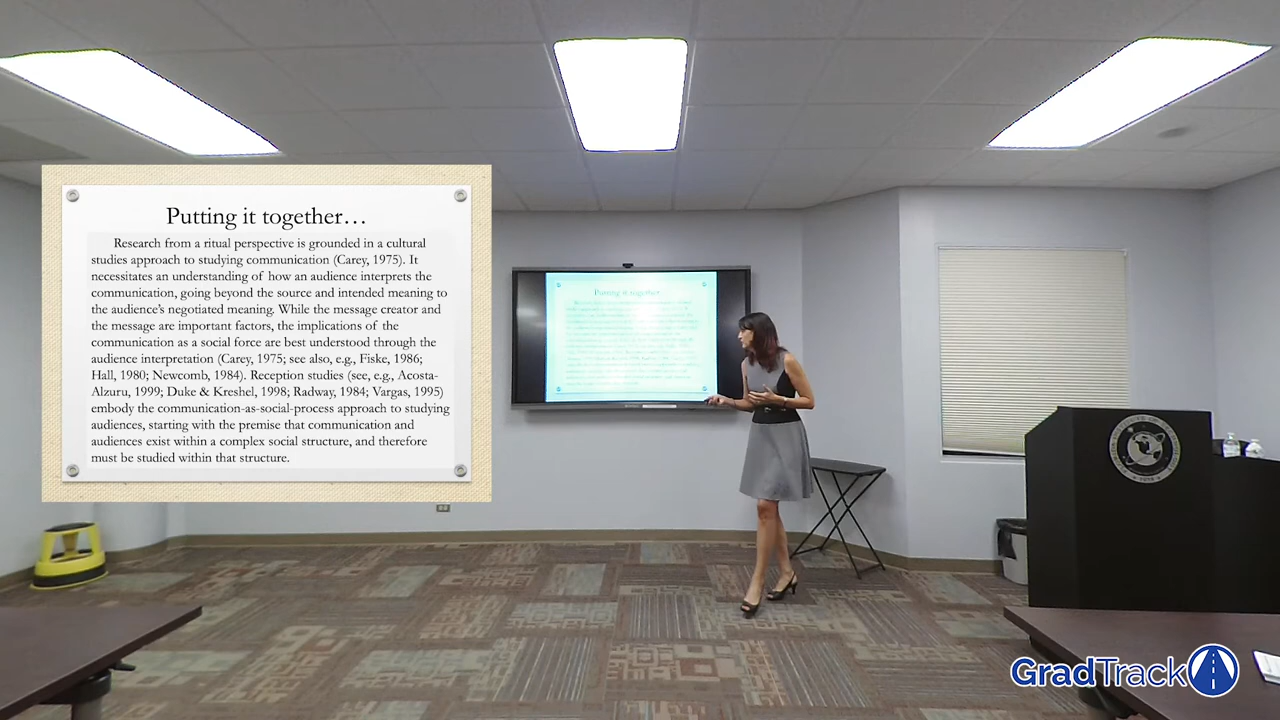 Putting it together…
Research from a ritual perspective is grounded in a cultural
studies approach to studying communication (Carey, 1975). It
necessitates an understanding of how an audience interprets the
communication, going beyond the source and intended meaning to
the audience's negotiated meaning. While the message creator and
the message are important factors, the implications of the
communication as a social force are best understood through the
audience interpretation (Carey, 1975; see also, e.g., Fiske, 1986;
Hall, 1980; Newcomb, 1984). Reception studies (see, e.g., Acosta-
Alzuru, 1999; Duke & Kreshel, 1998; Radway, 1984; Vargas, 1995)
embody the communication-as-social-process approach to studying
audiences, starting with the premise that communication and
audiences exist within a complex social structure, and therefore
must be studied within that structure.
Putting it together…
GradTrack